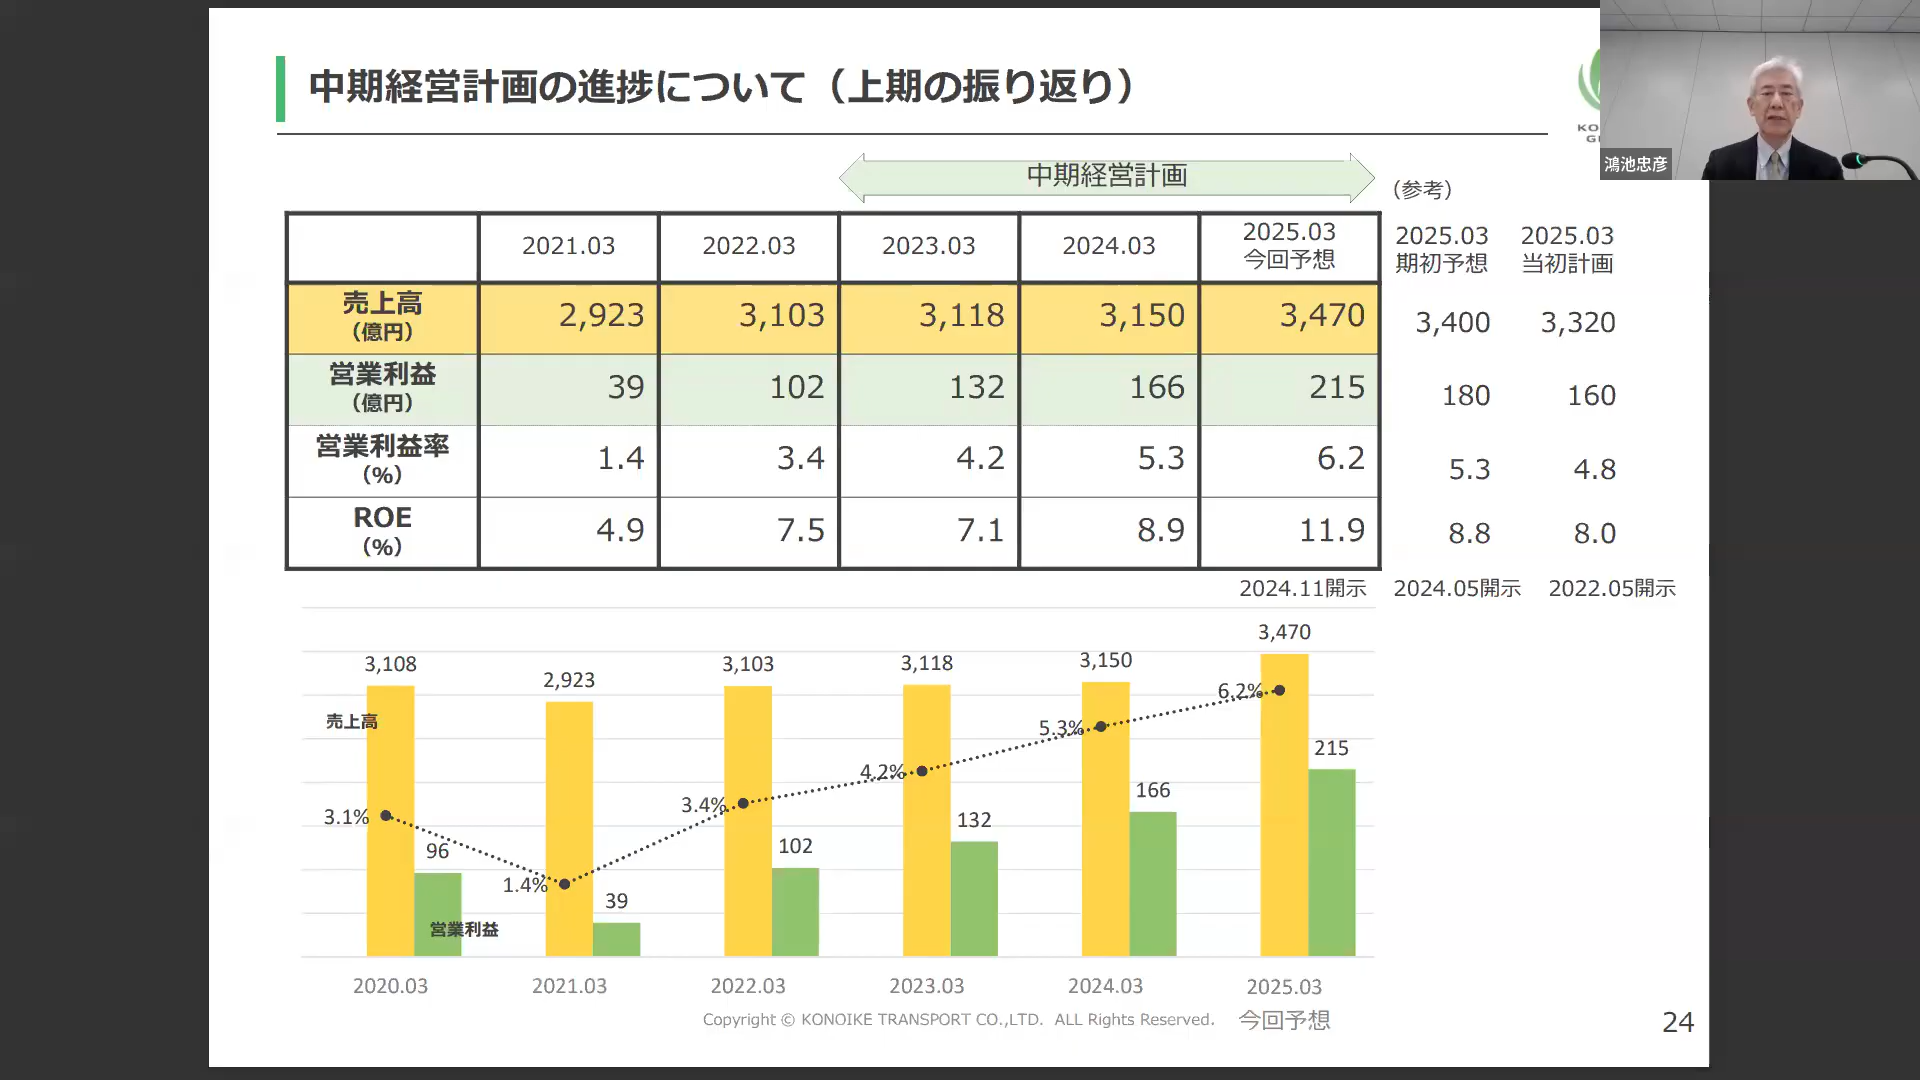 中期経営計画の進捗について（上期の振り返り）
鴻池忠彦
中期経営計画
（参考）
2021.03 2022.03 2023.03 2024.03 2025.03 今回予想 2025.03 期初予想 2025.03 当初計画
売上高（億円） 2,923 3,103 3,118 3,150 3,470 3,400 3,320
営業利益（億円） 39 102 132 166 215 180 160
営業利益率（%） 1.4 3.4 4.2 5.3 6.2 5.3 4.8
ROE（%） 4.9 7.5 7.1 8.9 11.9 8.8 8.0
2024.11開示 2024.05開示 2022.05開示
3,108 2,923 3,103 3,118 3,150 3,470
売上高
3.1% 1.4% 3.4% 4.2% 5.3% 6.2%
96 39 102 132 166 215
営業利益
2020.03 2021.03 2022.03 2023.03 2024.03 2025.03
今回予想
Copyright © KONOIKE TRANSPORT CO.,LTD. ALL Rights Reserved.
24